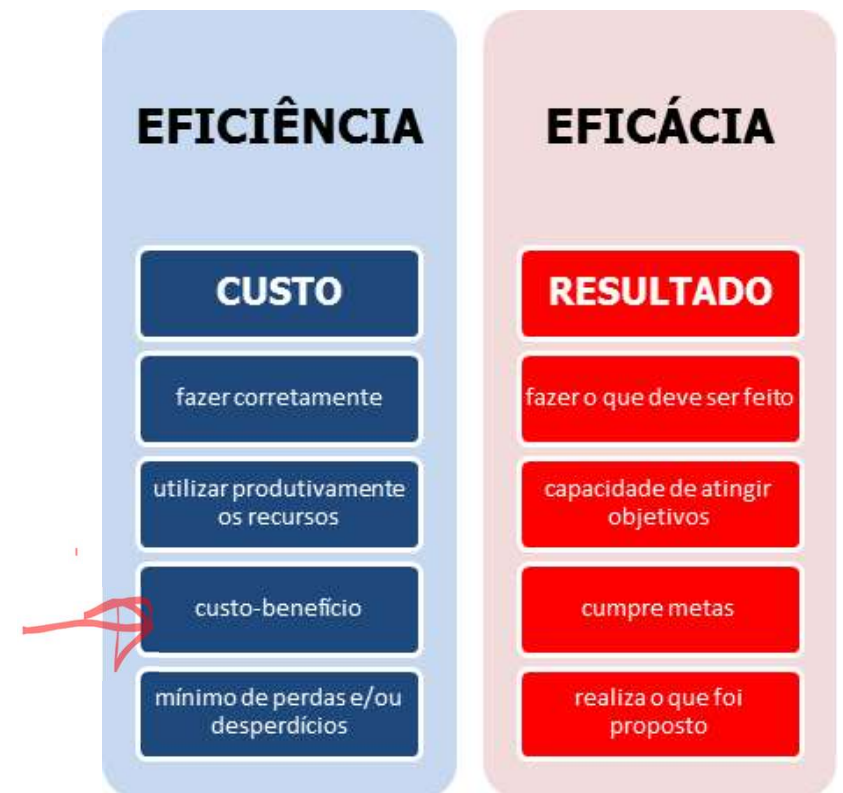 EFICIÊNCIA
CUSTO
fazer corretamente
utilizar produtivamente
os recursos
custo-benefício
mínimo de perdas e/ou
desperdícios
EFICÁCIA
RESULTADO
fazer o que deve ser feito
capacidade de atingir
objetivos
cumpre metas
realiza o que foi
proposto